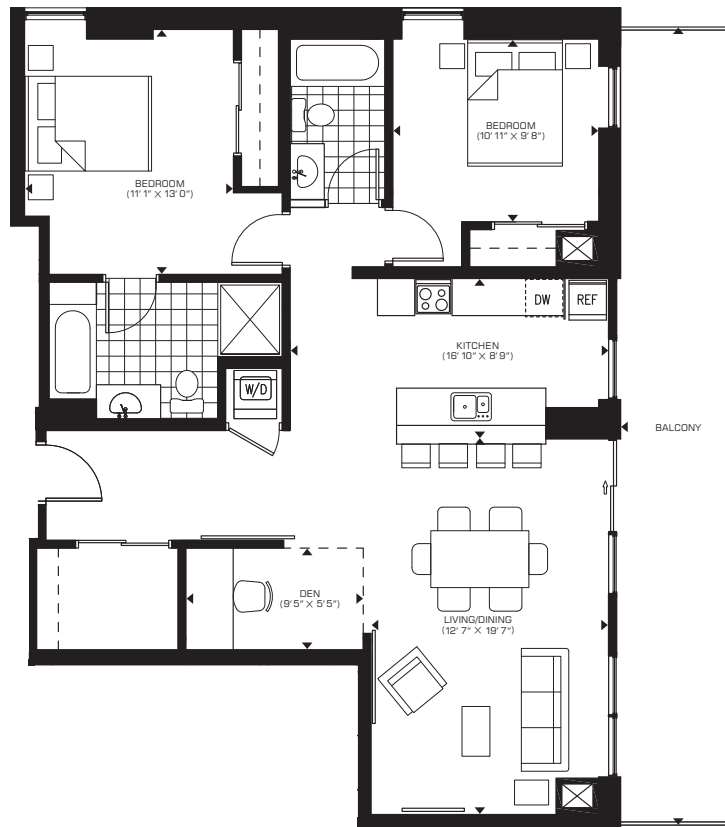 BEDROOM
(10' 11" X 9' 8")
BEDROOM
(11' 1" X 13' 0")
DW
REF
KITCHEN
(16' 10" X 8' 9")
W/D
BALCONY
DEN
(9' 5" X 5' 5")
LIVING/DINING
(12' 7" X 19' 7")